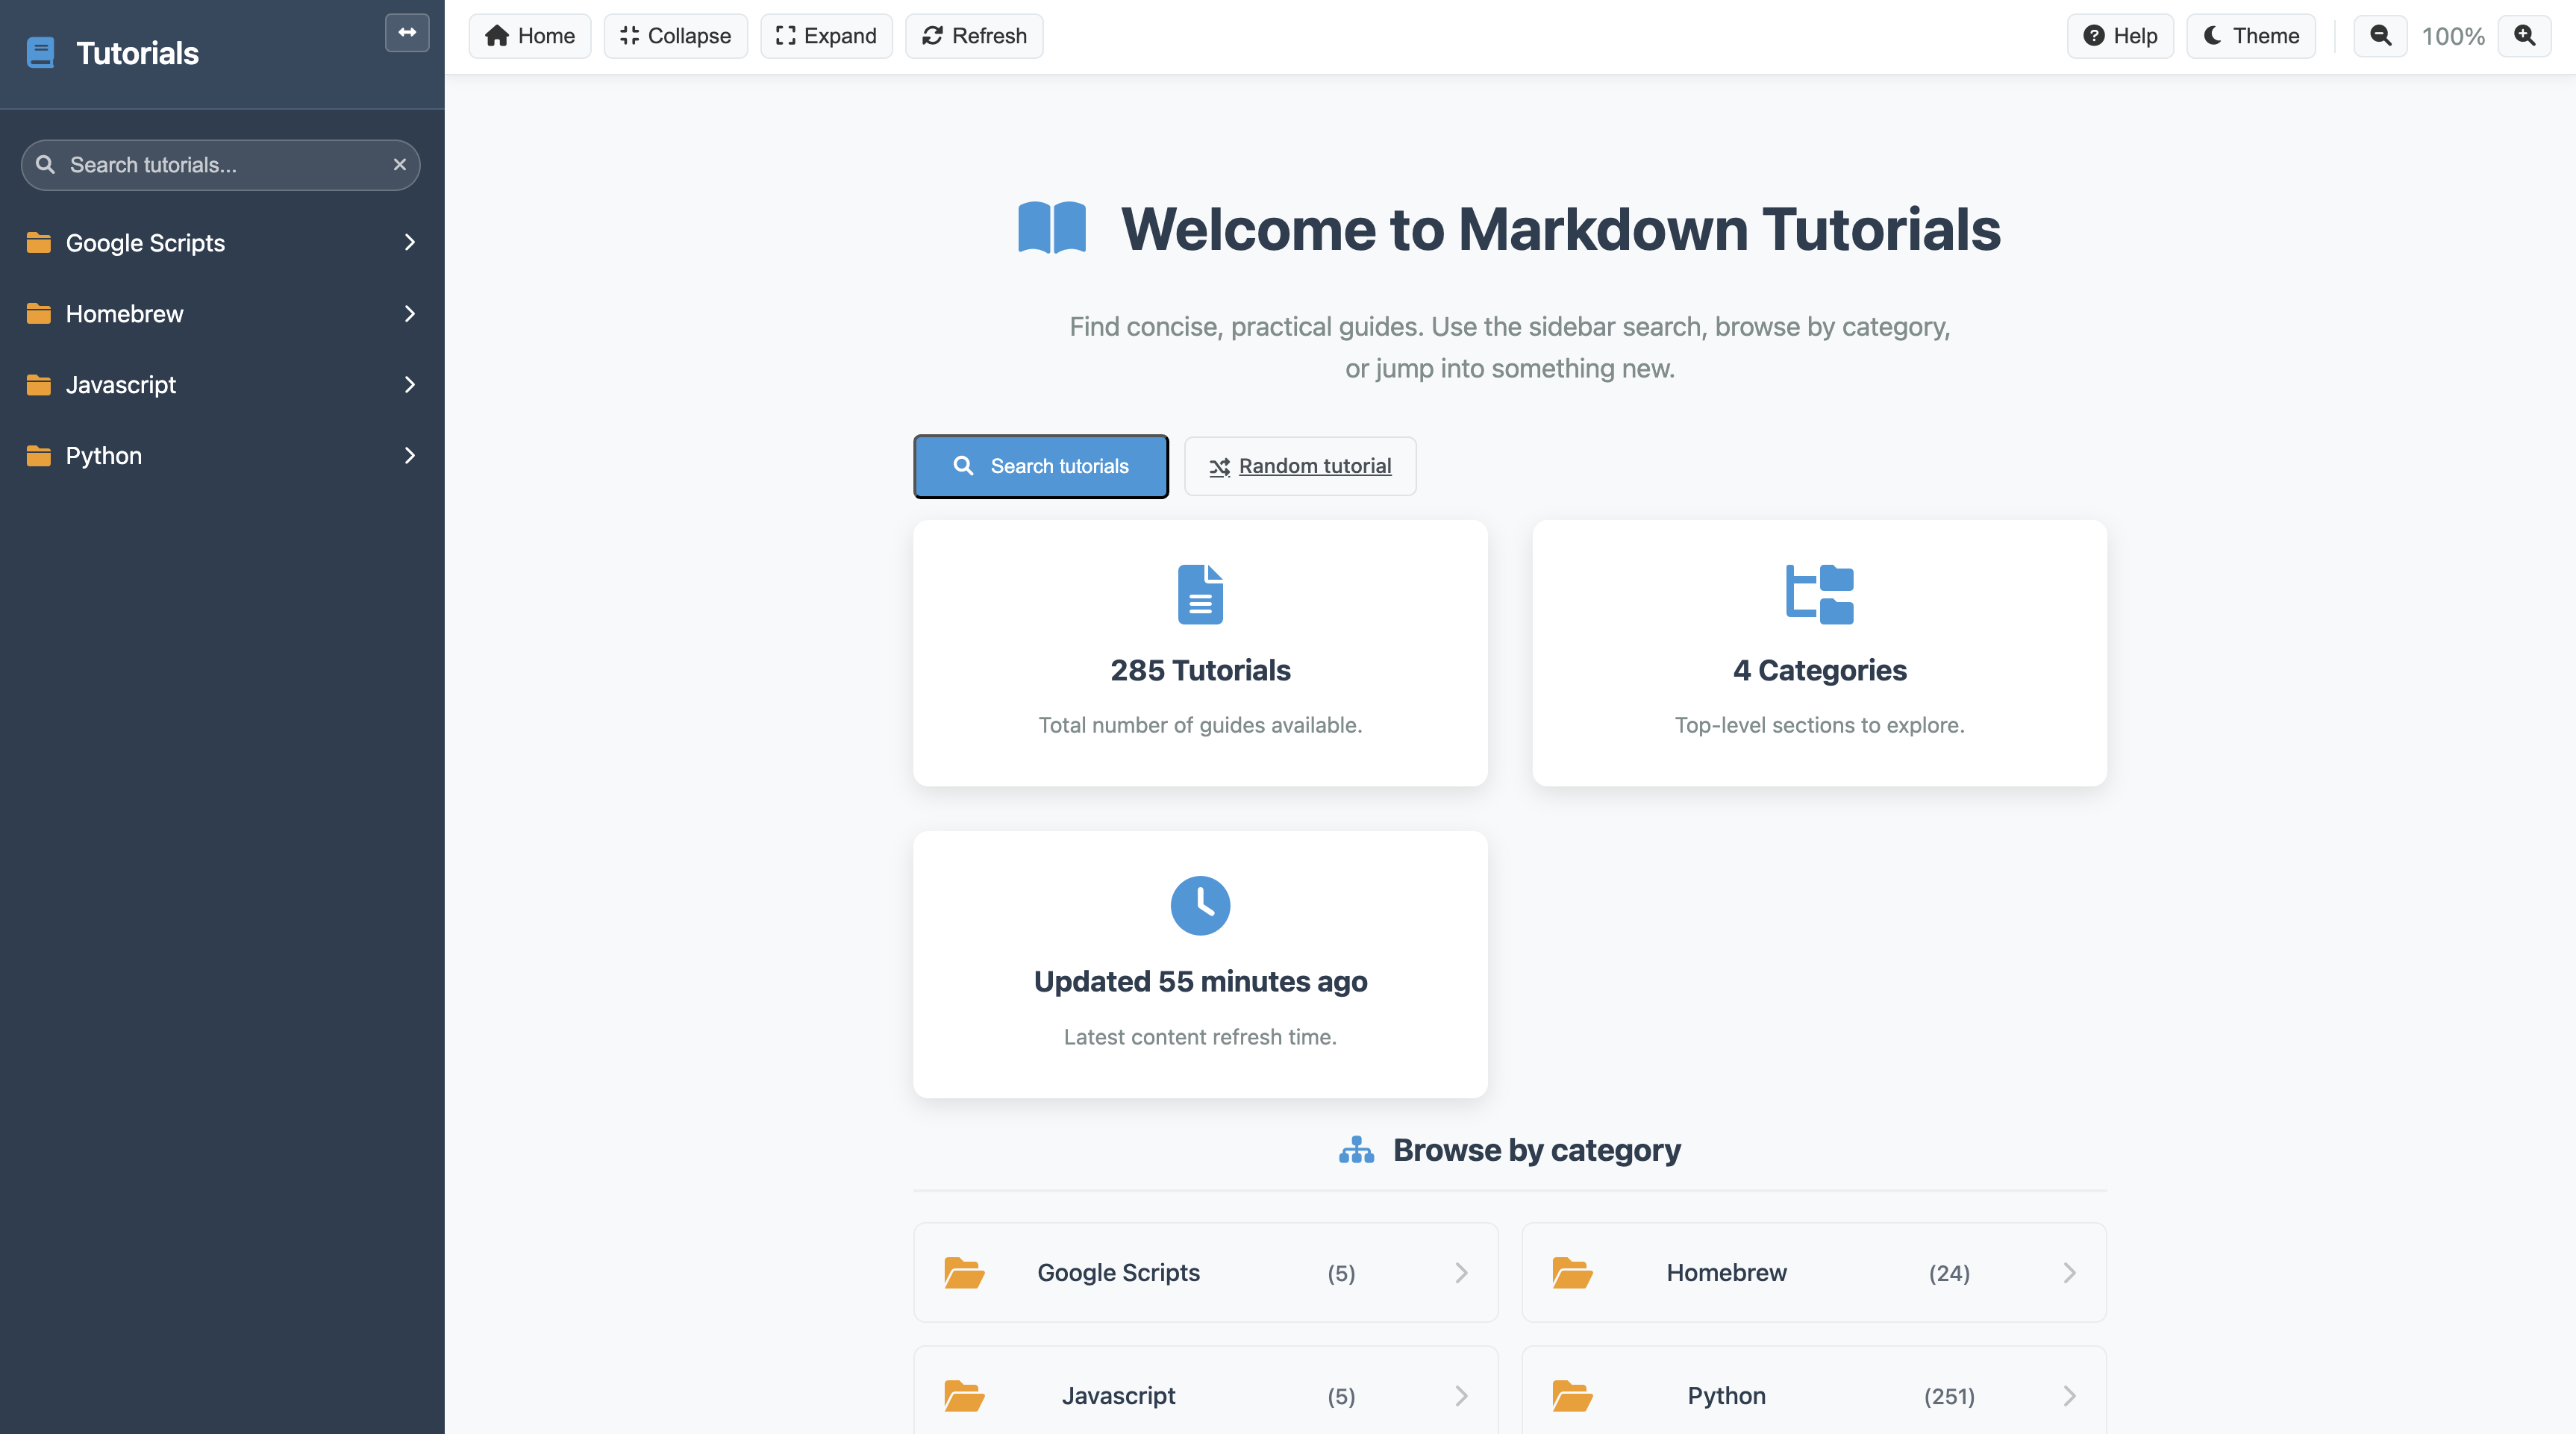 Tutorials
Search tutorials...
Google Scripts
Homebrew
Javascript
Python
Home
Collapse
Expand
Refresh
Help
Theme
100%
Welcome to Markdown Tutorials
Find concise, practical guides. Use the sidebar search, browse by category,
or jump into something new.
Search tutorials
Random tutorial
285 Tutorials
Total number of guides available.
4 Categories
Top-level sections to explore.
Updated 55 minutes ago
Latest content refresh time.
Browse by category
Google Scripts (5)
Homebrew (24)
Javascript (5)
Python (251)